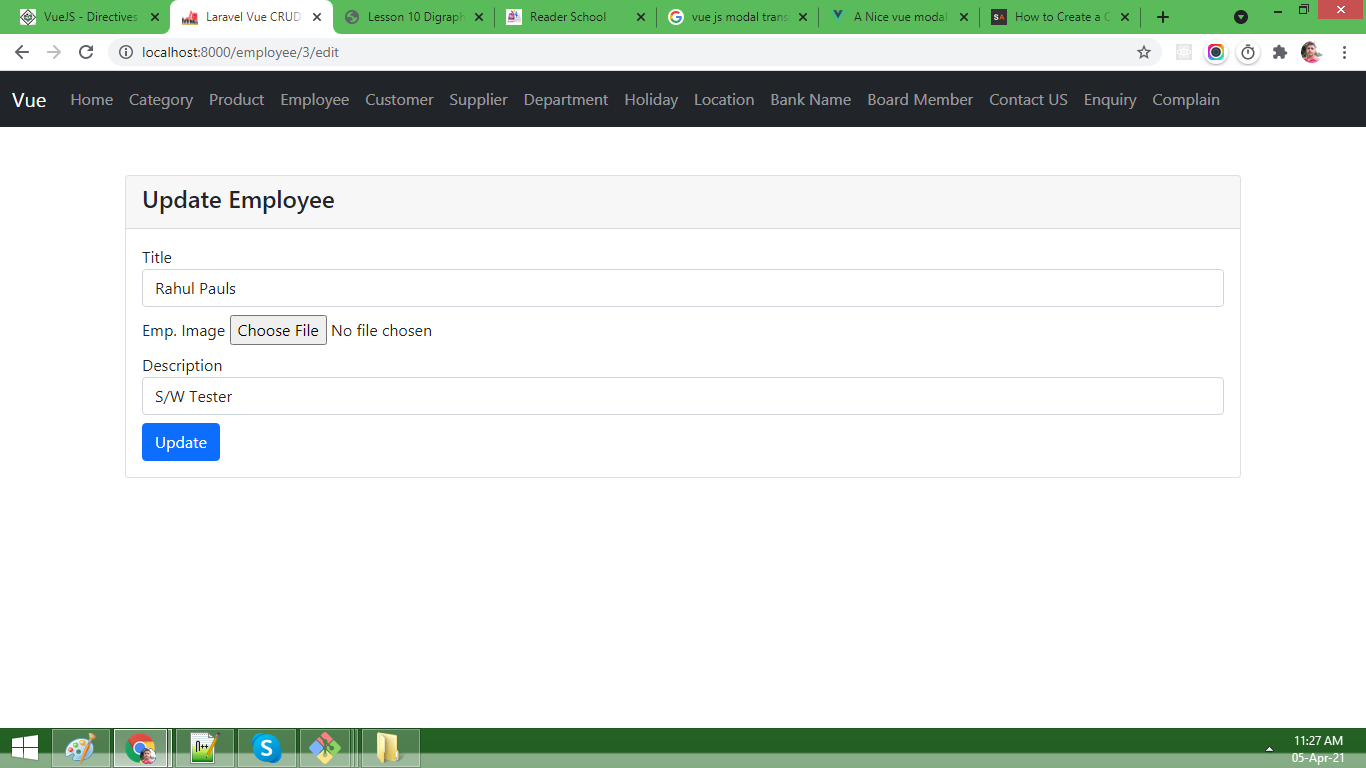 VueJS - Directives Laravel Vue CRUD Lesson 10 Digraph Reader School vue js modal trans A Nice vue modal SA How to Create a C
localhost:8000/employee/3/edit
Vue Home Category Product Employee Customer Supplier Department Holiday Location Bank Name Board Member Contact US Enquiry Complain
Update Employee
Title
Rahul Pauls
Emp. Image Choose File No file chosen
Description
S/W Tester
Update
11:27 AM
05-Apr-21